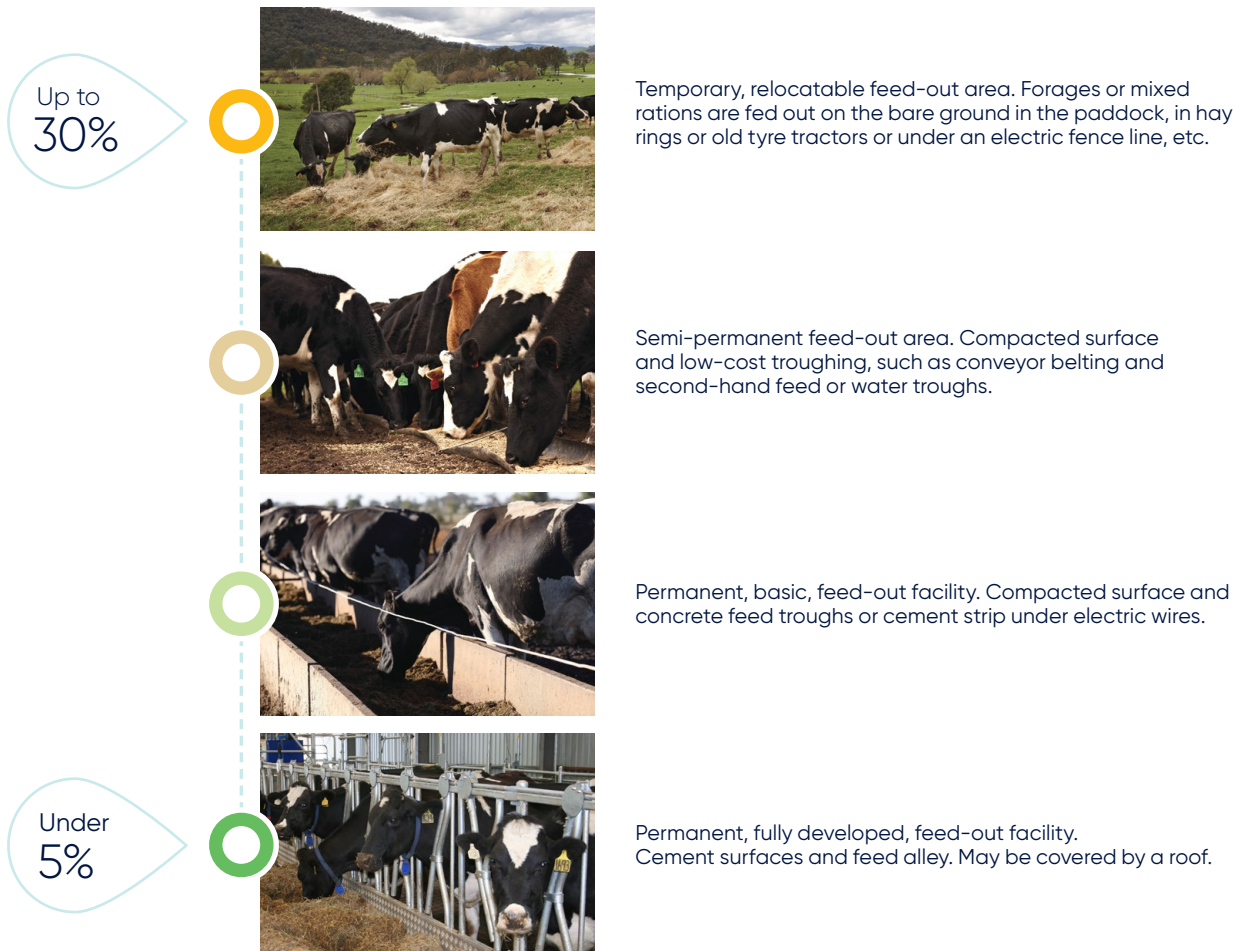 Up to
30%
Temporary, relocatable feed-out area. Forages or mixed
rations are fed out on the bare ground in the paddock, in hay
rings or old tyre tractors or under an electric fence line, etc.
Semi-permanent feed-out area. Compacted surface
and low-cost troughing, such as conveyor belting and
second-hand feed or water troughs.
Permanent, basic, feed-out facility. Compacted surface and
concrete feed troughs or cement strip under electric wires.
Under
5%
Permanent, fully developed, feed-out facility.
Cement surfaces and feed alley. May be covered by a roof.